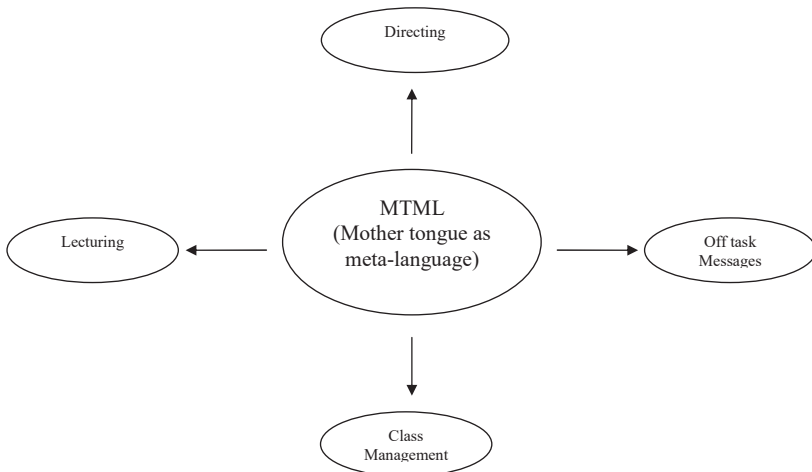 Directing
MTML
(Mother tongue as
meta-language)
Lecturing
Off task
Messages
Class
Management